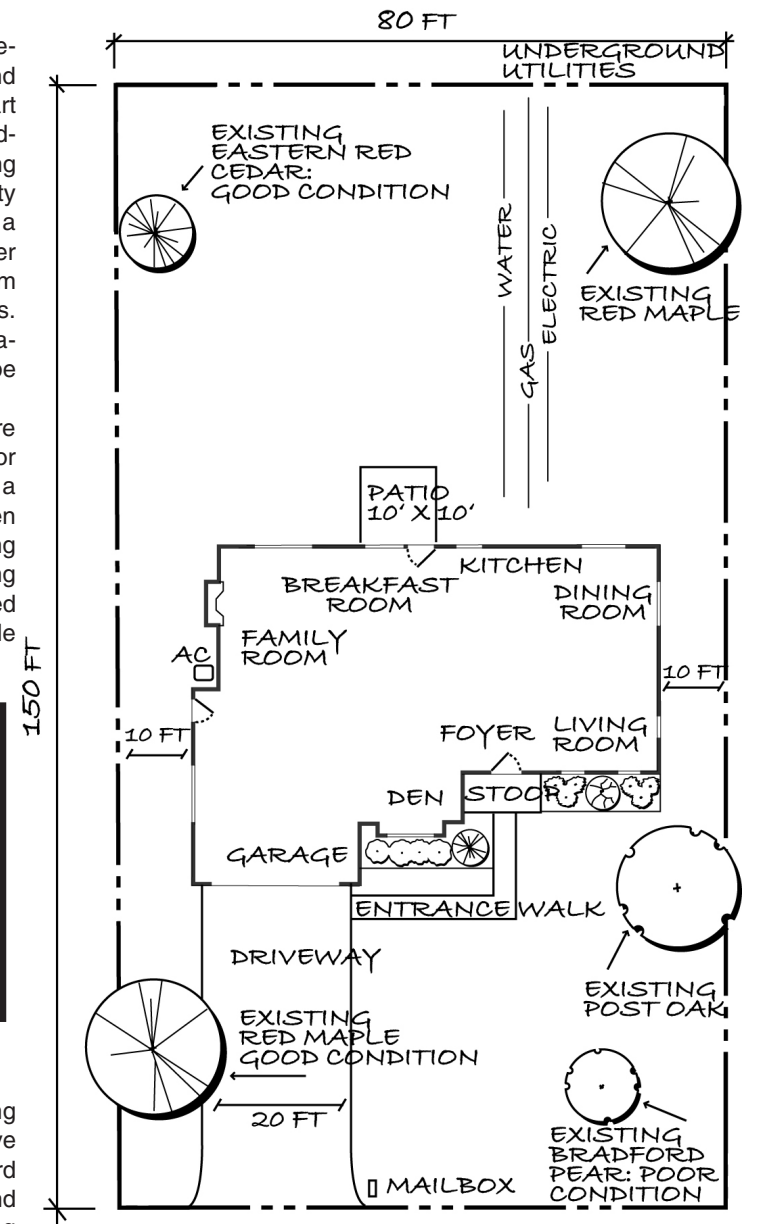 80 FT
UNDERGROUND
UTILITIES
EXISTING
EASTERN RED
CEDAR:
GOOD CONDITION
WATER
GAS
ELECTRIC
EXISTING
RED MAPLE
PATIO
10' X 10'
BREAKFAST
ROOM
KITCHEN
DINING
ROOM
FAMILY
ROOM
AC
150 FT
10 FT
10 FT
FOYER
LIVING
ROOM
DEN
STOOP
GARAGE
ENTRANCE WALK
DRIVEWAY
EXISTING
POST OAK
EXISTING
RED MAPLE
GOOD CONDITION
20 FT
EXISTING
BRADFORD
PEAR: POOR
CONDITION
MAILBOX